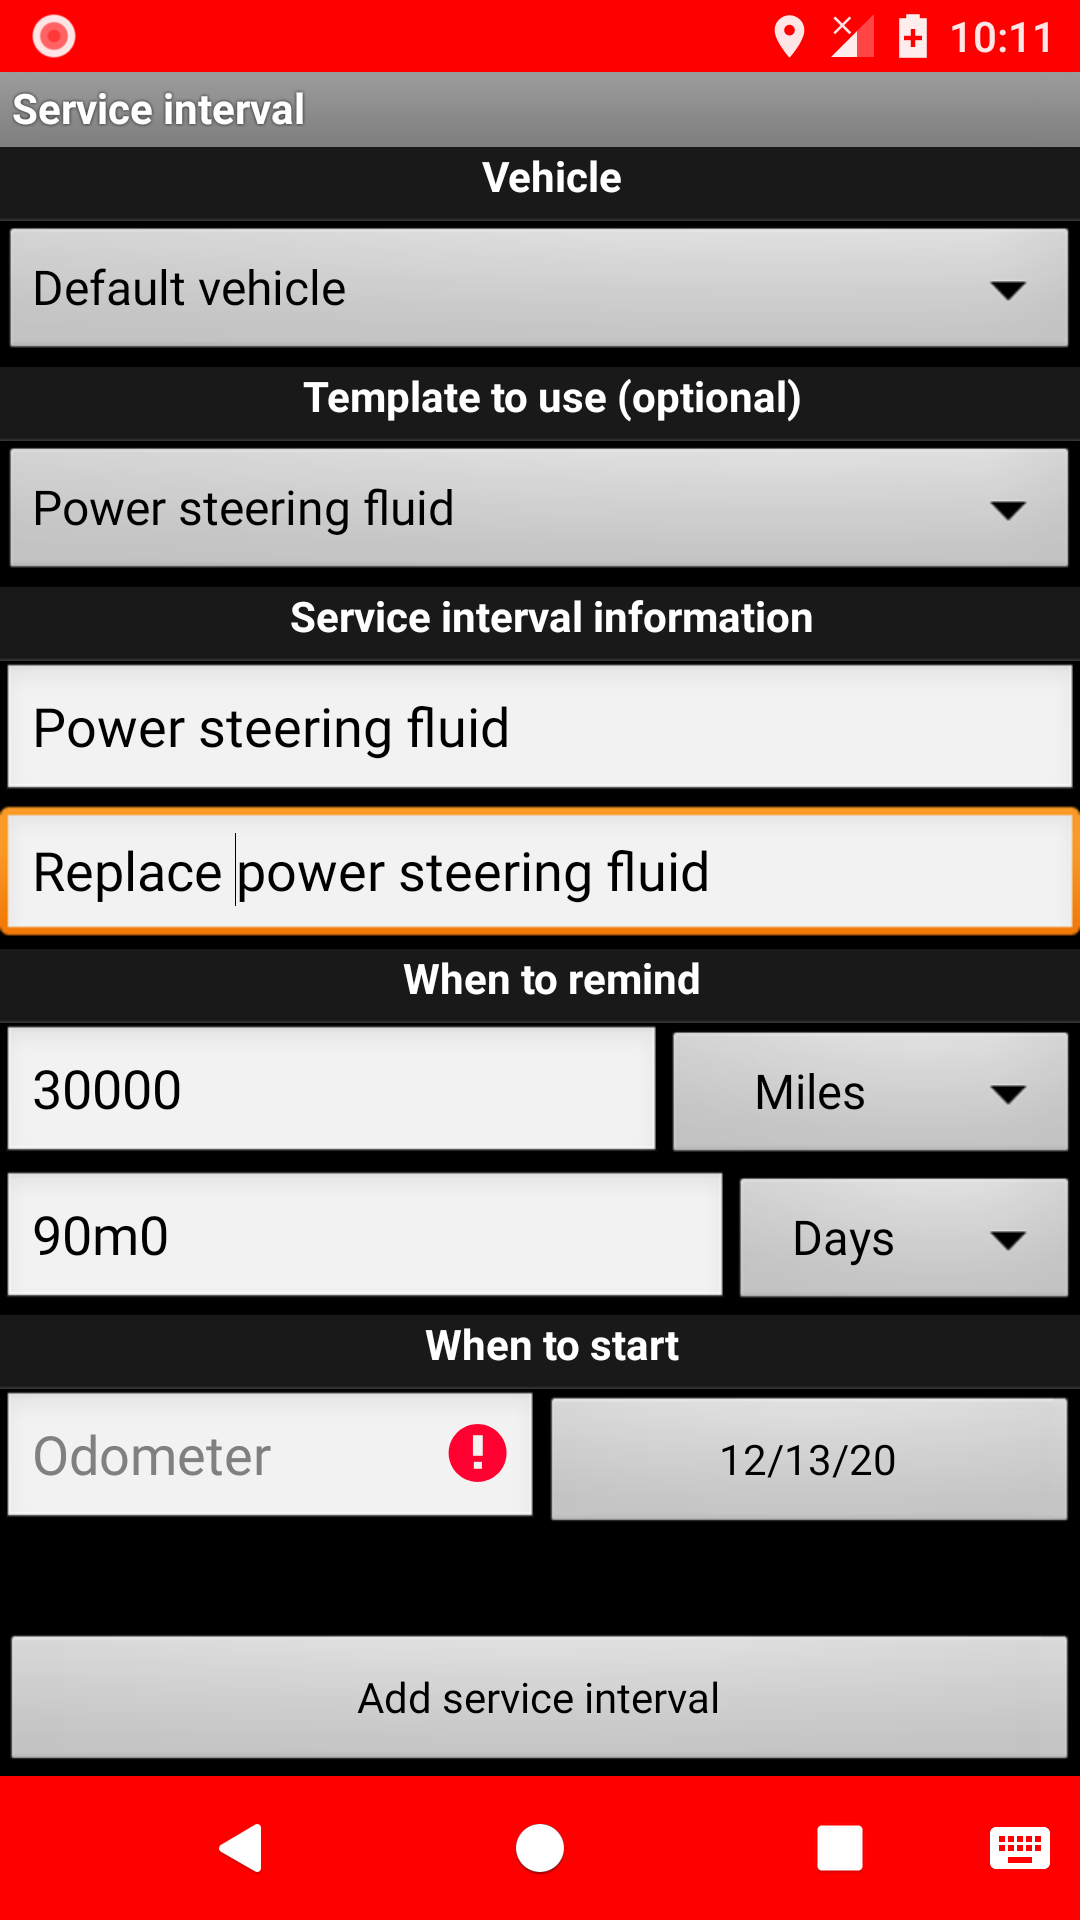 10:11
Service interval
Vehicle
Default vehicle
Template to use (optional)
Power steering fluid
Service interval information
Power steering fluid
Replace power steering fluid
When to remind
30000
Miles
90m0
Days
When to start
Odometer
12/13/20
Add service interval